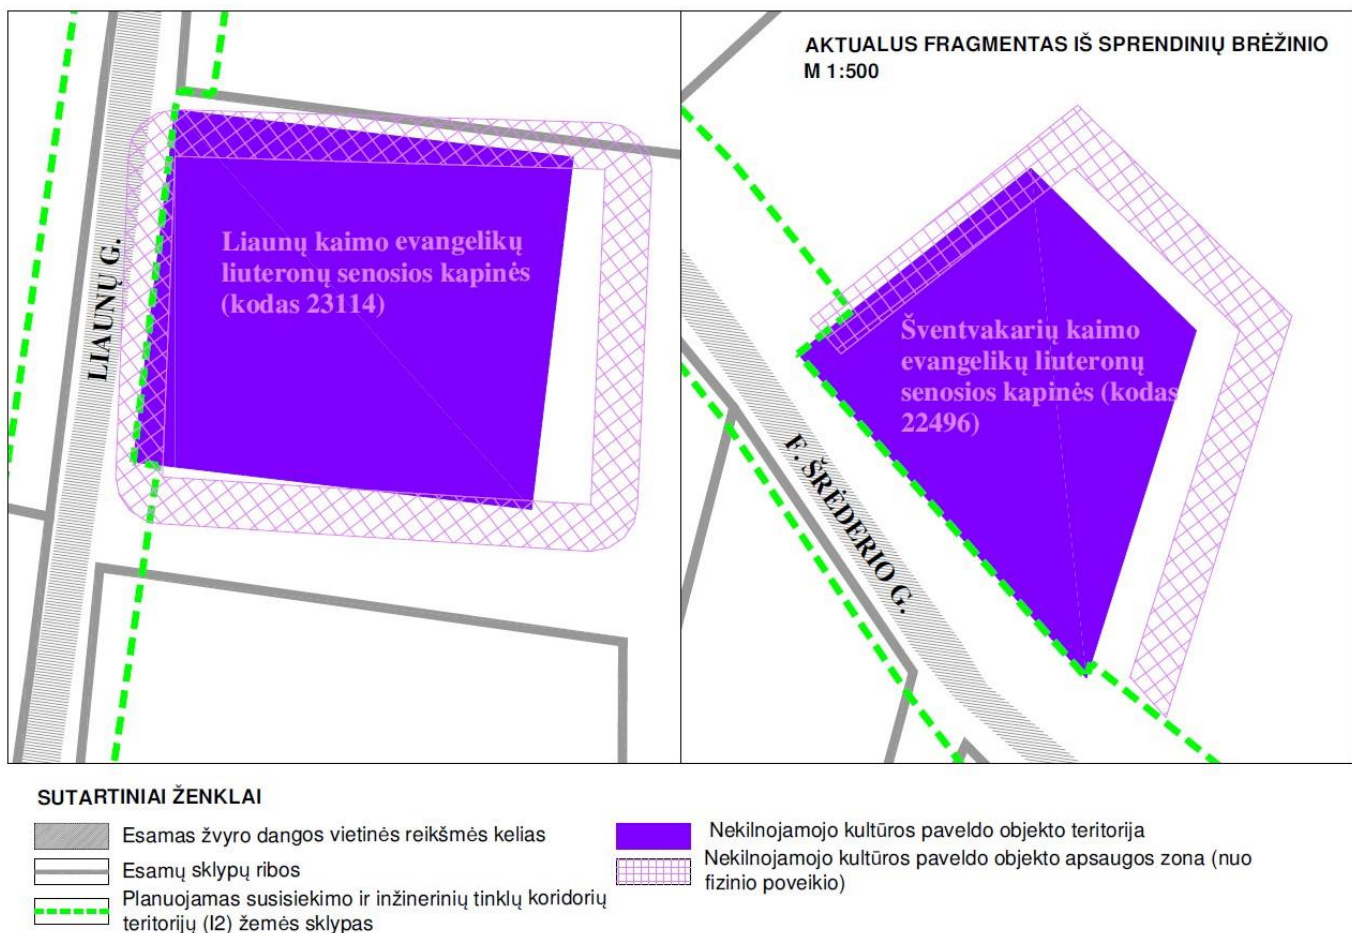 AKTUALUS FRAGMENTAS IŠ SPRENDINIŲ BRĖŽINIO
M 1:500
LIAUNŲ G.
Liaunų kaimo evangelikų
liuteronų senosios kapinės
(kodas 23114)
Šventvakarių kaimo
evangelikų liuteronų
senosios kapinės (kodas
22496)
F. ŠRĖDERIO G.
SUTARTINIAI ŽENKLAI
Esamas žvyro dangos vietinės reikšmės kelias
Esamų sklypų ribos
Planuojamas susisiekimo ir inžinerinių tinklų koridorių
teritorijų (I2) žemės sklypas
Nekilnojamojo kultūros paveldo objekto teritorija
Nekilnojamojo kultūros paveldo objekto apsaugos zona (nuo
fizinio poveikio)